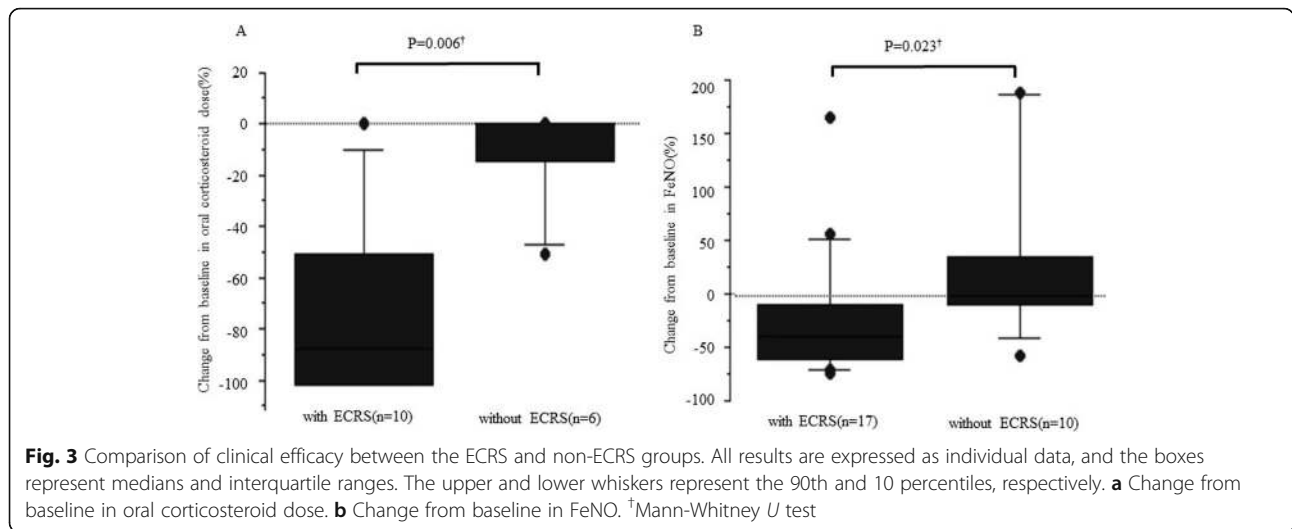 A
P=0.006†
Change from baseline in oral corticosteroid dose(%)
20
0
-20
-40
-60
-80
-100
with ECRS(n=10)
without ECRS(n=6)
B
P=0.023†
Change from baseline in FeNO(%)
200
150
100
50
0
-50
-100
with ECRS(n=17)
without ECRS(n=10)
Fig. 3 Comparison of clinical efficacy between the ECRS and non-ECRS groups. All results are expressed as individual data, and the boxes
represent medians and interquartile ranges. The upper and lower whiskers represent the 90th and 10 percentiles, respectively. a Change from
baseline in oral corticosteroid dose. b Change from baseline in FeNO. †Mann-Whitney U test